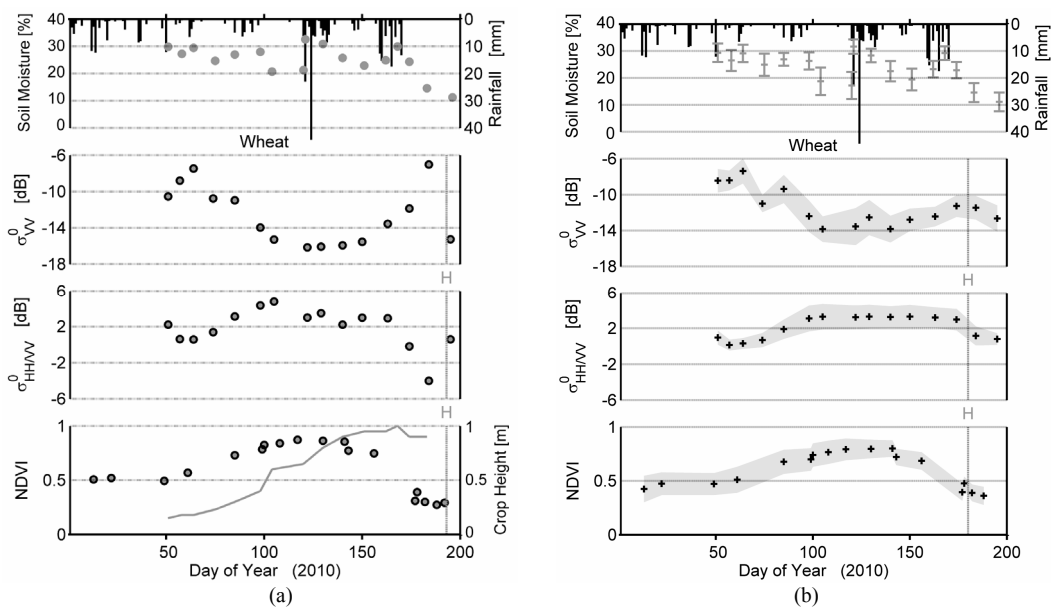 40
30
20
10
0
Soil Moisture [%]
0
10
20
30
40
Rainfall [mm]
Wheat
-6
-10
-14
-18
σ⁰VV [dB]
H
6
2
-2
-6
σ⁰HH/VV [dB]
H
1
0.5
0
NDVI
1
0.5
0
Crop Height [m]
50 100 150 200
Day of Year (2010)
(a)
40
30
20
10
0
Soil Moisture [%]
0
10
20
30
40
Rainfall [mm]
Wheat
-6
-10
-14
-18
σ⁰VV [dB]
H
6
2
-2
-6
σ⁰HH/VV [dB]
H
1
0.5
0
NDVI
50 100 150 200
Day of Year (2010)
(b)